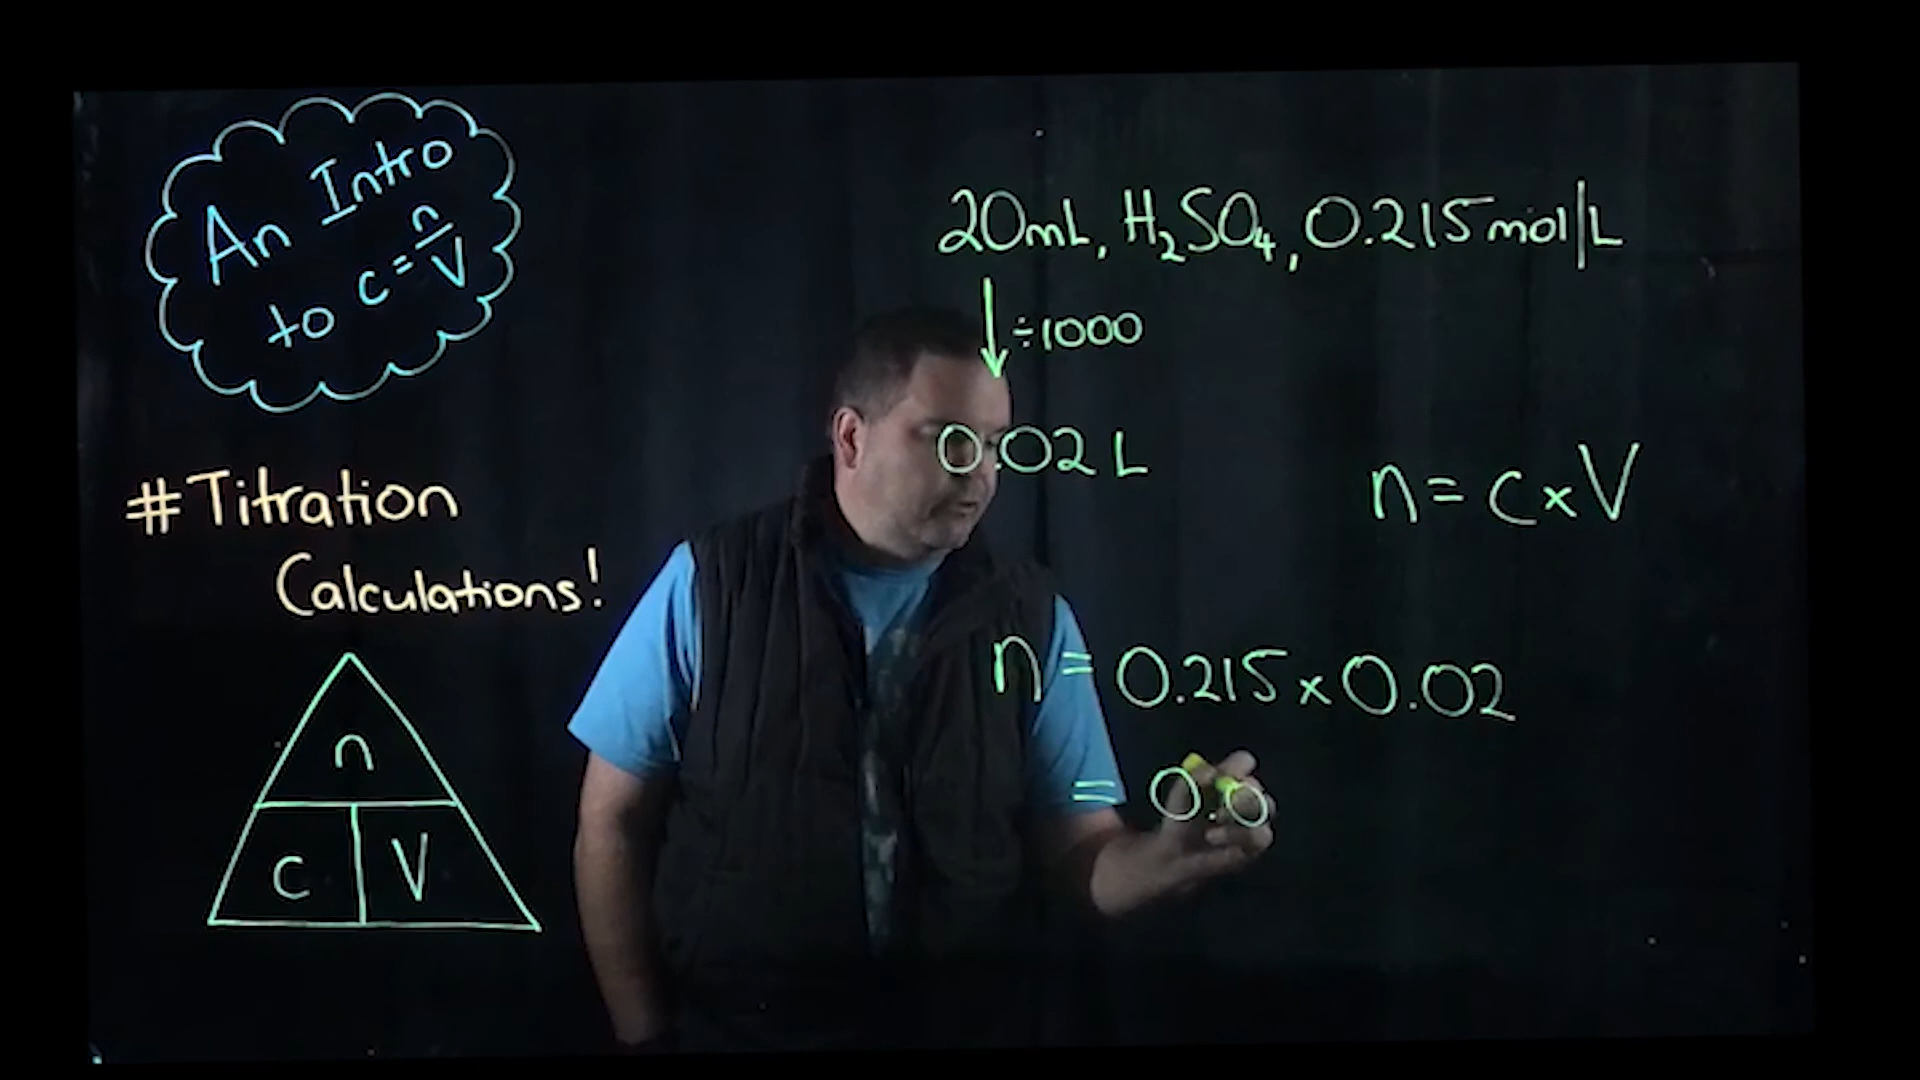 An Intro
to c = n/V
# Titration
Calculations!
n
c V
20mL, H₂SO₄, 0.215 mol/L
÷1000
0.02 L
n = c x V
n = 0.215 x 0.02
= 0.0